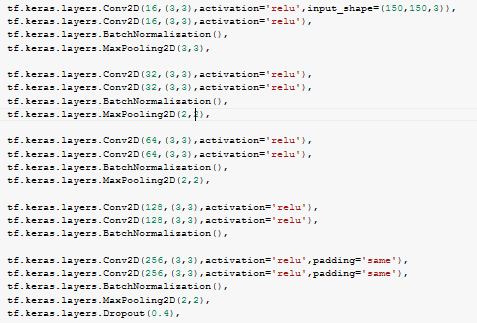 tf.keras.layers.Conv2D(16,(3,3),activation='relu',input_shape=(150,150,3)),
tf.keras.layers.Conv2D(16,(3,3),activation='relu'),
tf.keras.layers.BatchNormalization(),
tf.keras.layers.MaxPooling2D(3,3),
tf.keras.layers.Conv2D(32,(3,3),activation='relu'),
tf.keras.layers.Conv2D(32,(3,3),activation='relu'),
tf.keras.layers.BatchNormalization(),
tf.keras.layers.MaxPooling2D(2,2),
tf.keras.layers.Conv2D(64,(3,3),activation='relu'),
tf.keras.layers.Conv2D(64,(3,3),activation='relu'),
tf.keras.layers.BatchNormalization(),
tf.keras.layers.MaxPooling2D(2,2),
tf.keras.layers.Conv2D(128,(3,3),activation='relu'),
tf.keras.layers.Conv2D(128,(3,3),activation='relu'),
tf.keras.layers.BatchNormalization(),
tf.keras.layers.Conv2D(256,(3,3),activation='relu',padding='same'),
tf.keras.layers.Conv2D(256,(3,3),activation='relu',padding='same'),
tf.keras.layers.BatchNormalization(),
tf.keras.layers.MaxPooling2D(2,2),
tf.keras.layers.Dropout(0.4),